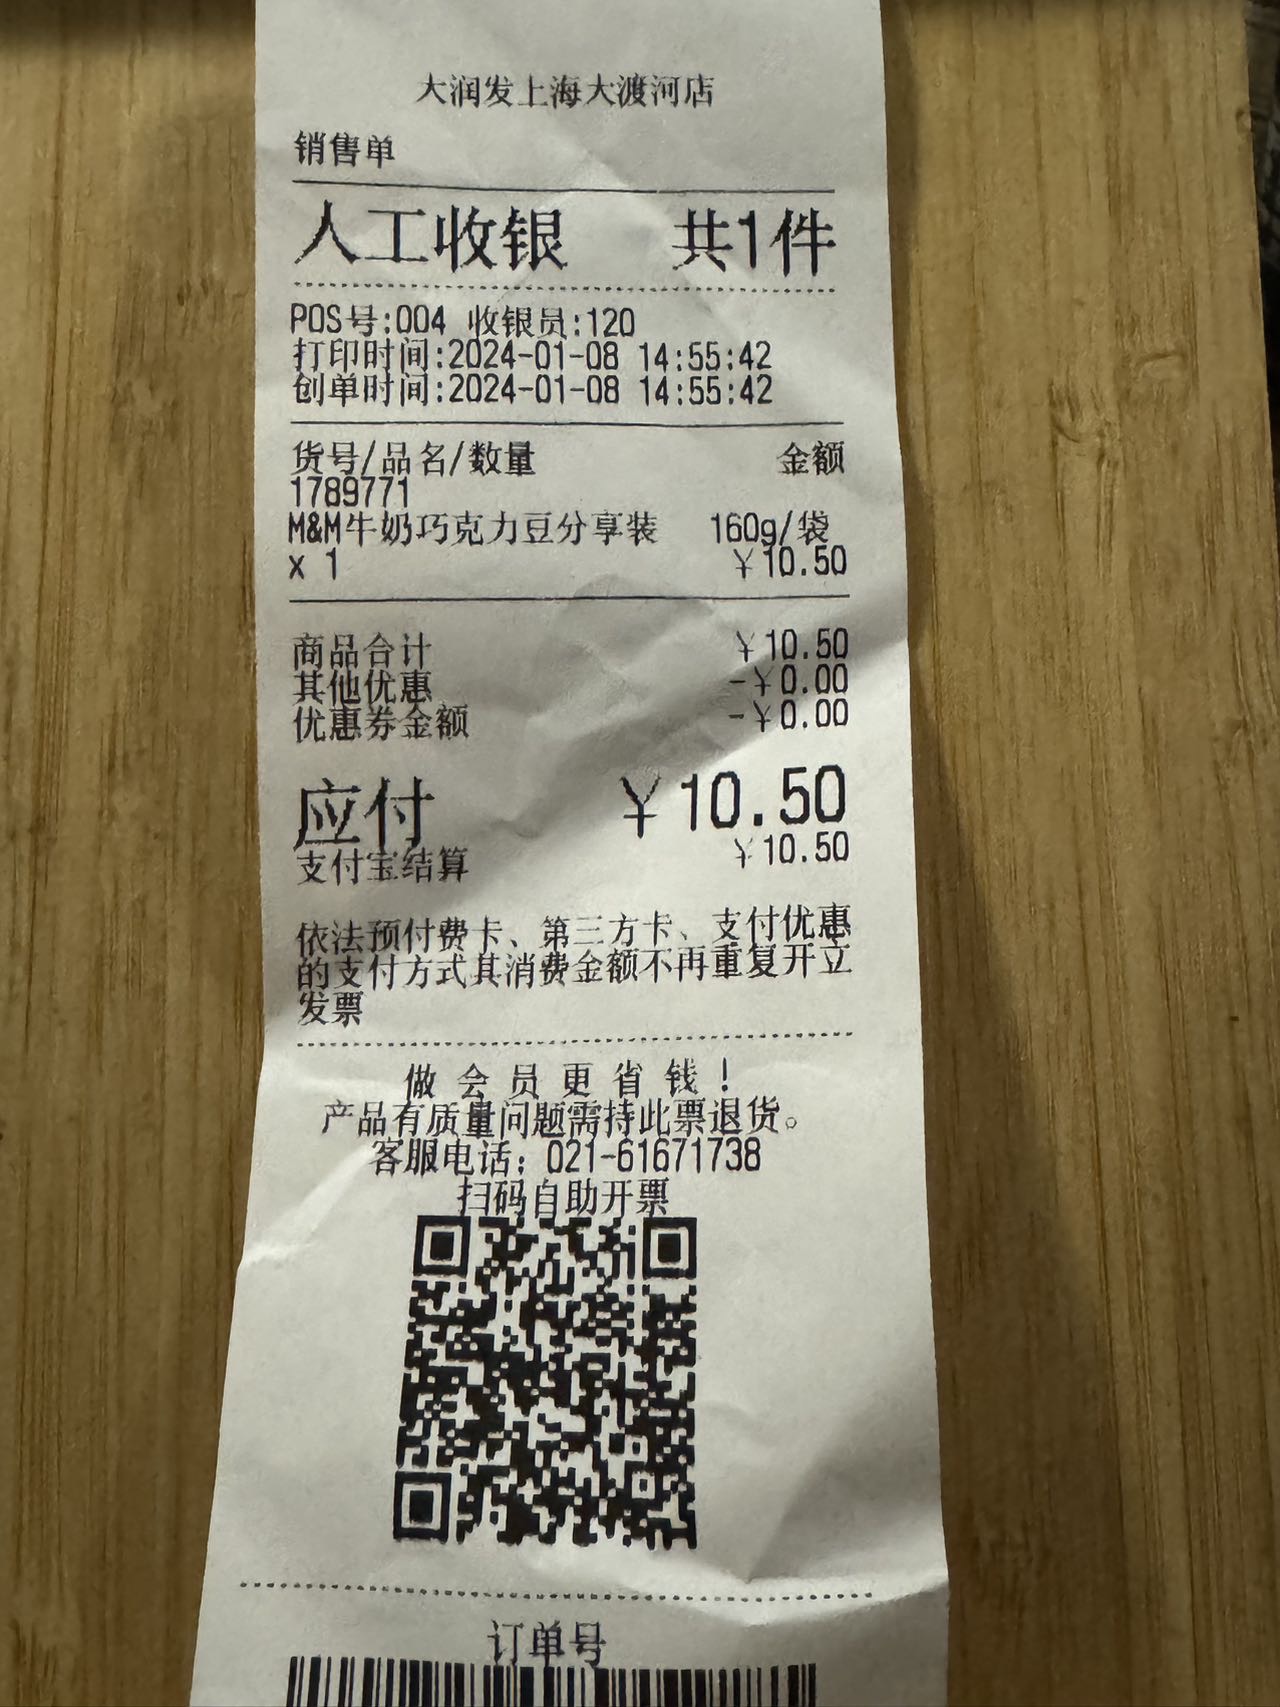 大润发上海大渡河店
销售单
人工收银 共1件
POS号:004 收银员:120
打印时间:2024-01-08 14:55:42
创单时间:2024-01-08 14:55:42
货号/品名/数量 金额
1789771
M&M牛奶巧克力豆分享装 160g/袋
x 1 ￥10.50
商品合计 ￥10.50
其他优惠 -￥0.00
优惠券金额 -￥0.00
应付 ￥10.50
支付宝结算 ￥10.50
依法预付费卡、第三方卡、支付优惠
的支付方式其消费金额不再重复开立
发票
做会员更省钱！
产品有质量问题需持此票退货。
客服电话：021-61671738
扫码自助开票
订单号